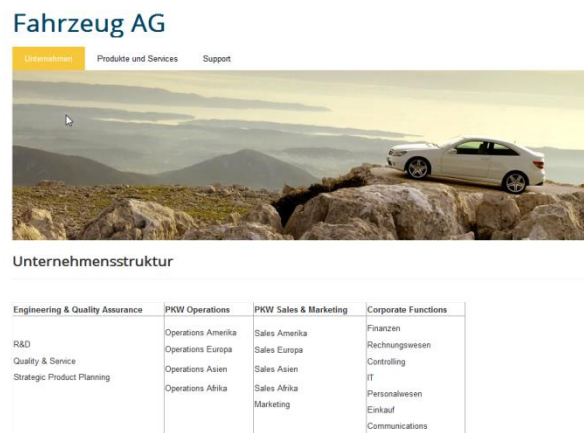 Fahrzeug AG
Unternehmen Produkte und Services Support
Unternehmensstruktur
Engineering & Quality Assurance PKW Operations PKW Sales & Marketing Corporate Functions
R&D
Quality & Service
Strategic Product Planning
Operations Amerika
Operations Europa
Operations Asien
Operations Afrika
Sales Amerika
Sales Europa
Sales Asien
Sales Afrika
Marketing
Finanzen
Rechnungswesen
Controlling
IT
Personalwesen
Einkauf
Communications